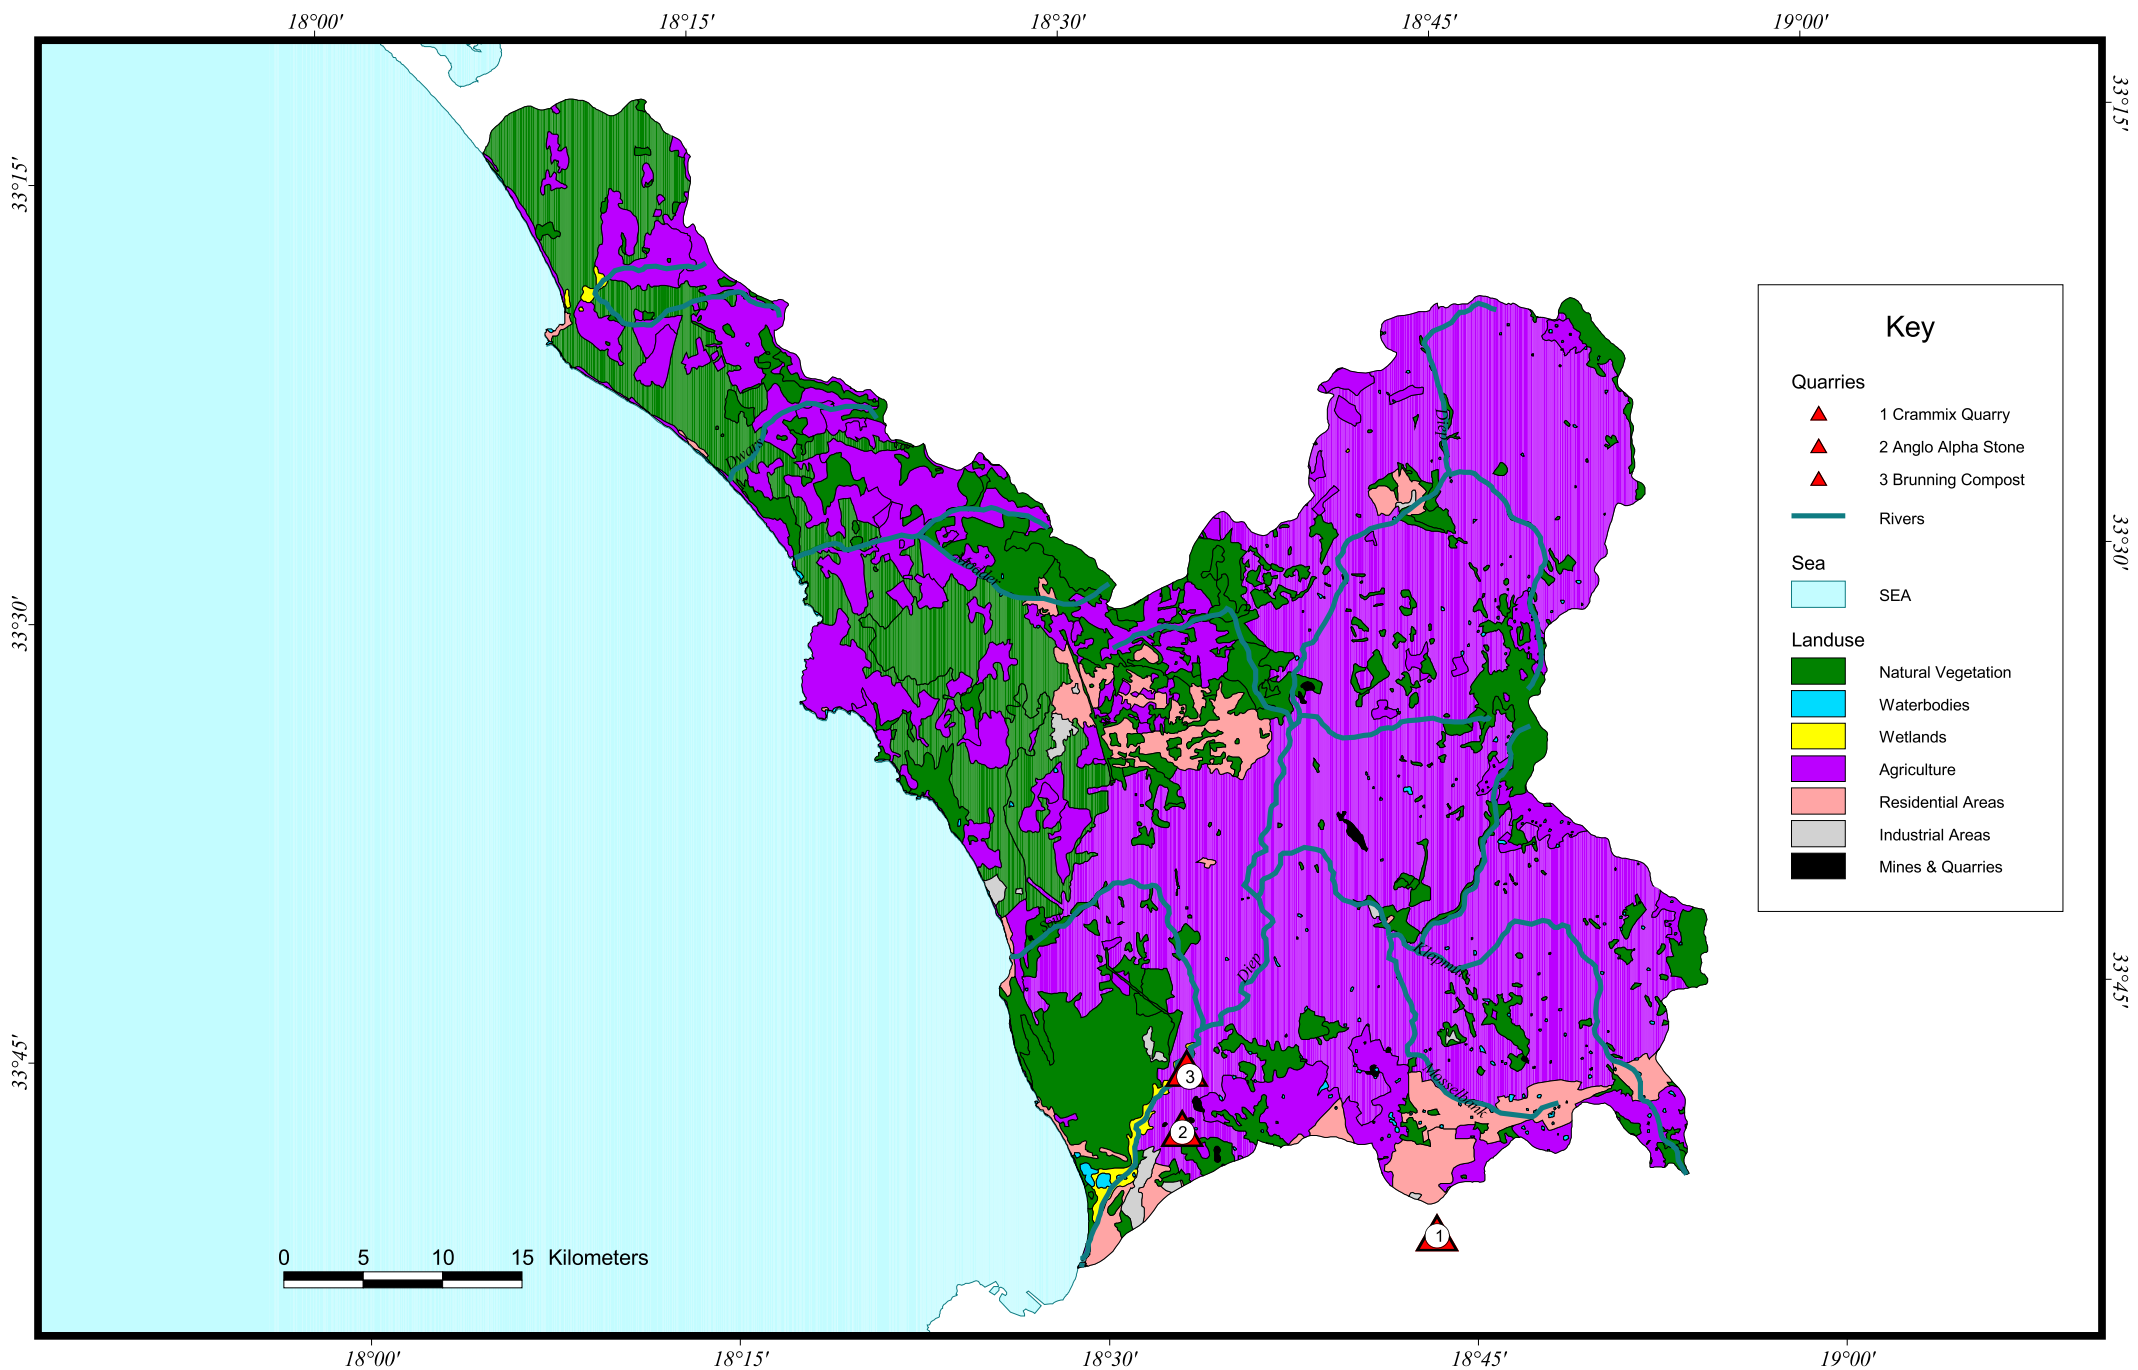 18°00' 18°15' 18°30' 18°45' 19°00'
33°15'
33°15'
Key
Quarries
1 Crammix Quarry
2 Anglo Alpha Stone
3 Brunning Compost
Rivers
Sea
SEA
Landuse
Natural Vegetation
Waterbodies
Wetlands
Agriculture
Residential Areas
Industrial Areas
Mines & Quarries
Diep
Dwars
33°30'
Modder
33°30'
Sout
Diep
Klapmuts
33°45'
33°45'
Mosselbank
3
2
1
0 5 10 15 Kilometers
18°00' 18°15' 18°30' 18°45' 19°00'